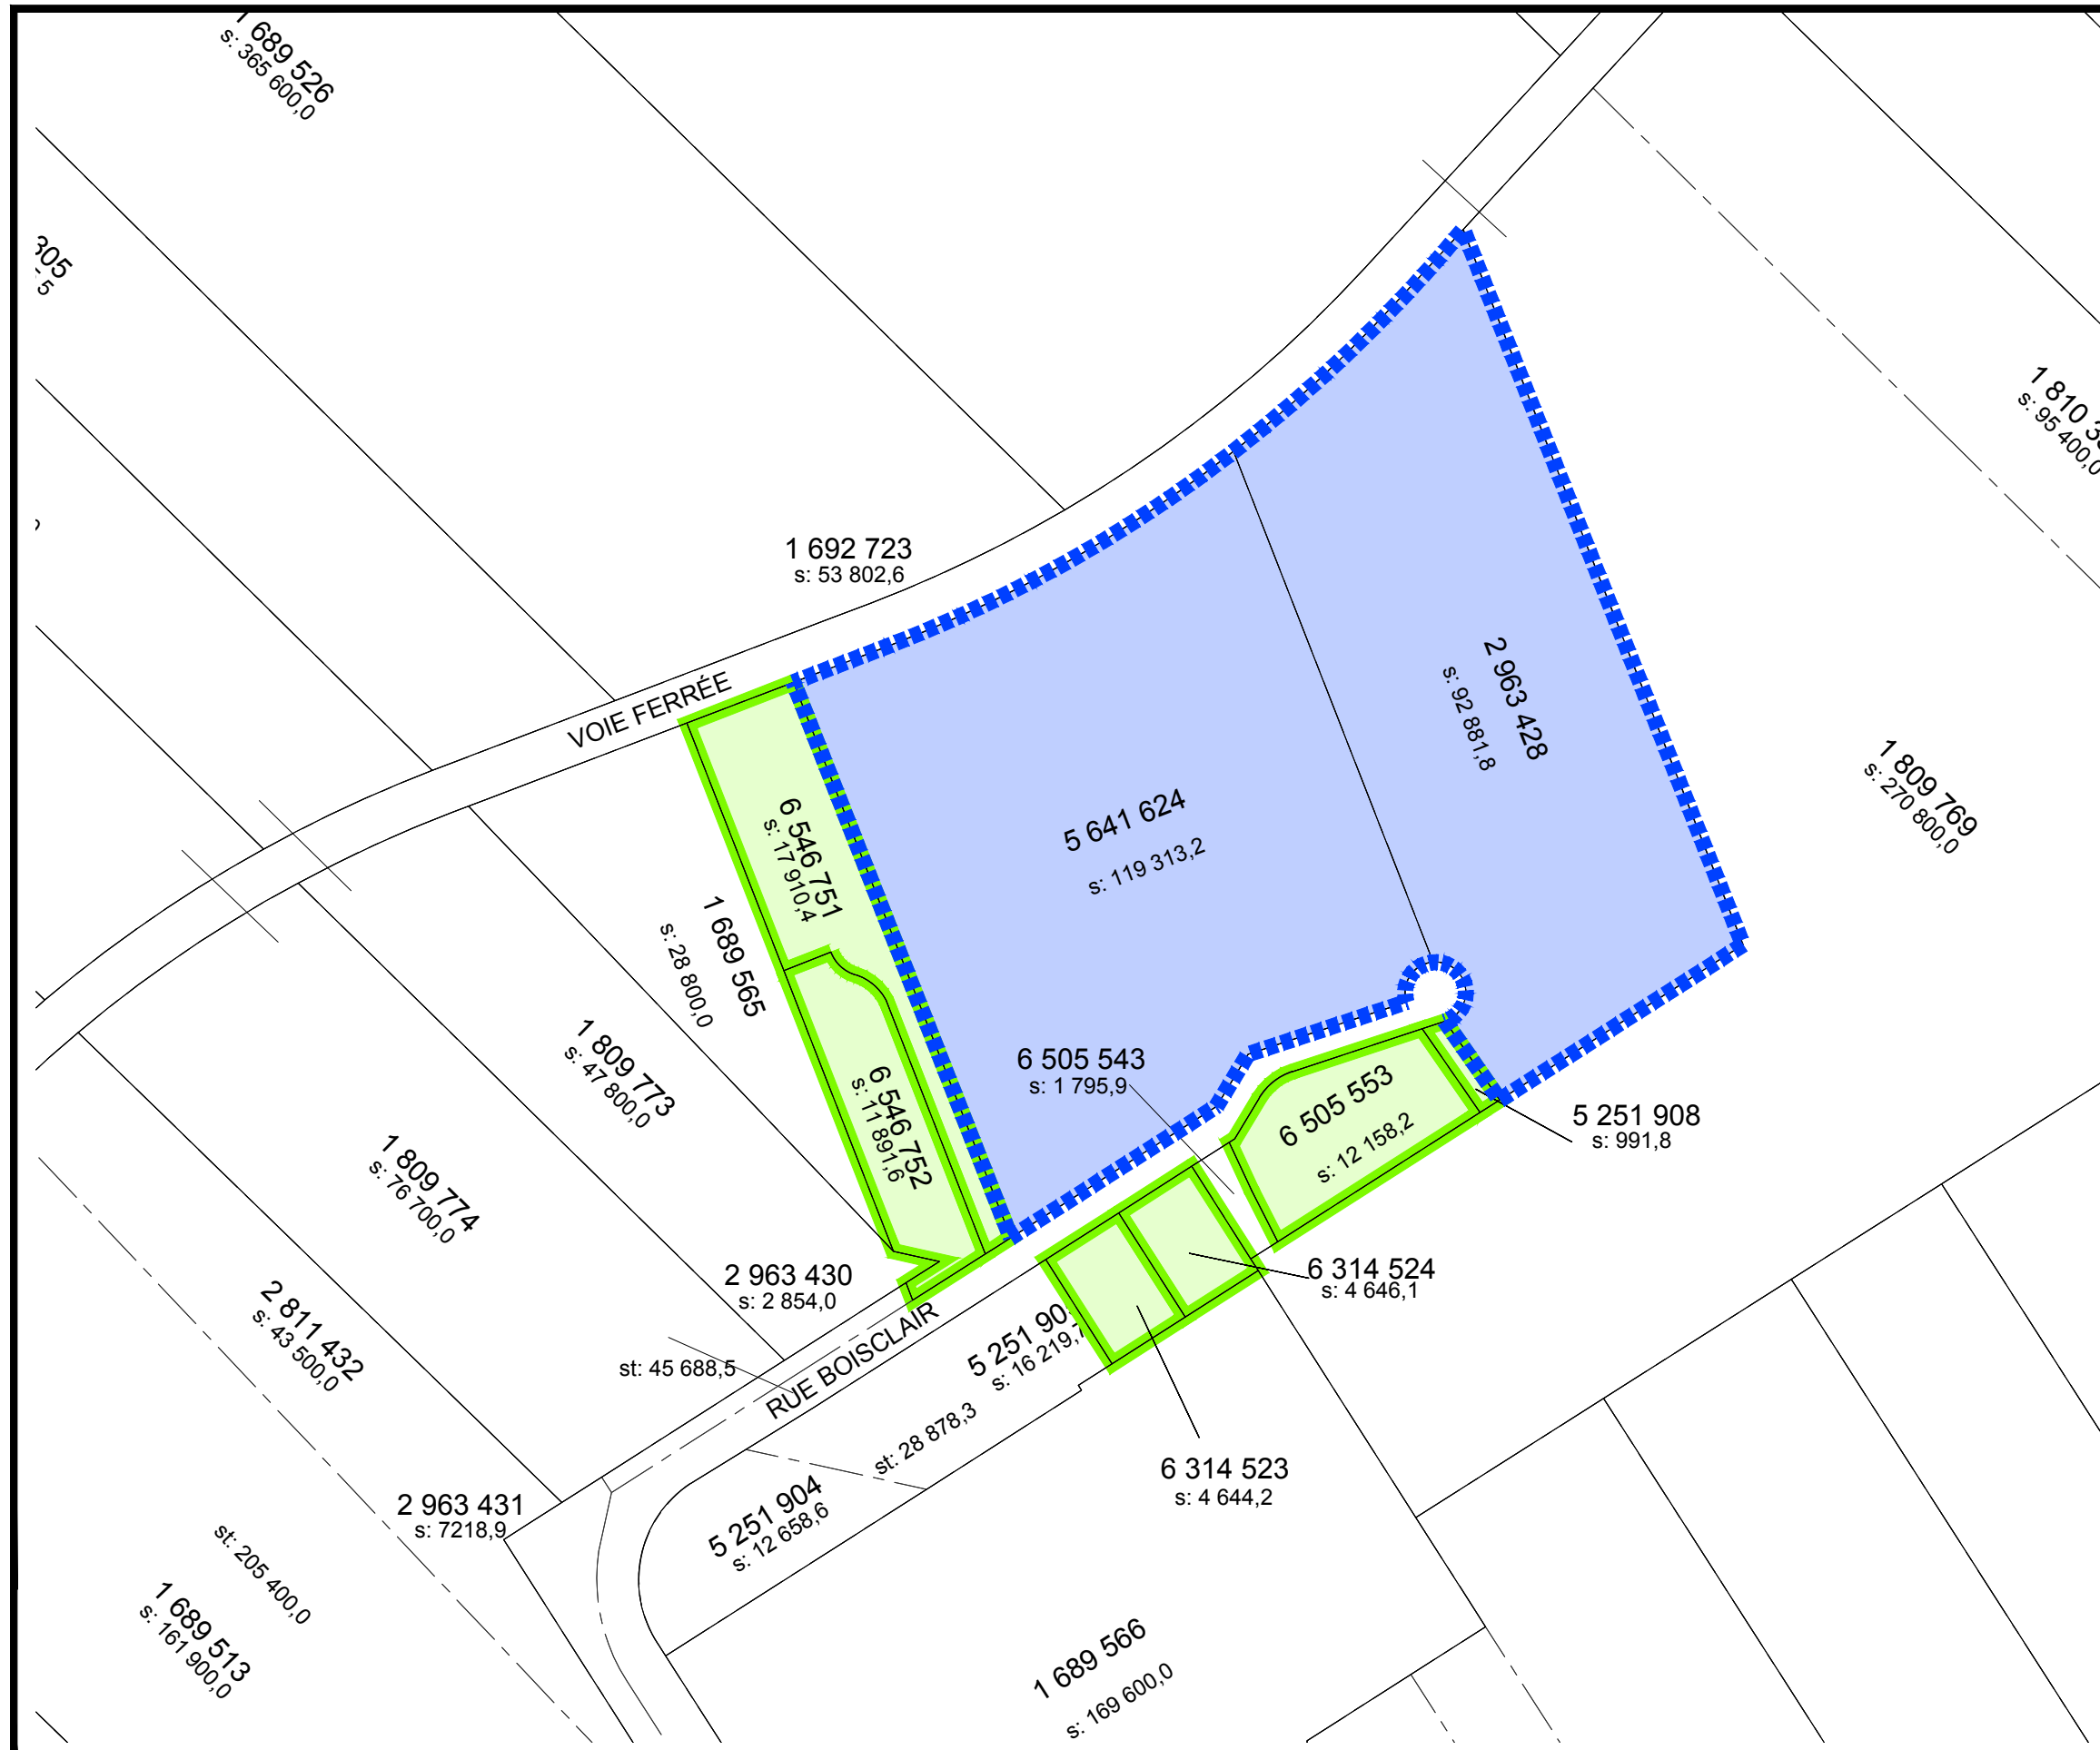 1 689 526
s: 365 600,0
305
1 810 3
s: 95 400,0
1 692 723
s: 53 802,6
VOIE FERRÉE
2 963 428
s: 92 881,8
1 809 769
s: 270 800,0
5 641 624
s: 119 313,2
6 546 751
s: 17 910,4
1 689 565
s: 28 800,0
6 546 752
s: 11 891,6
6 505 543
s: 1 795,9
6 505 553
s: 12 158,2
5 251 908
s: 991,8
1 809 773
s: 47 800,0
1 809 774
s: 76 700,0
2 811 432
s: 43 500,0
2 963 430
s: 2 854,0
6 314 524
s: 4 646,1
st: 45 688,5
RUE BOISCLAIR
5 251 90
s: 16 219,7
st: 28 878,3
6 314 523
s: 4 644,2
2 963 431
s: 7218,9
5 251 904
s: 12 658,6
st: 205 400,0
1 689 513
s: 161 900,0
1 689 566
s: 169 600,0